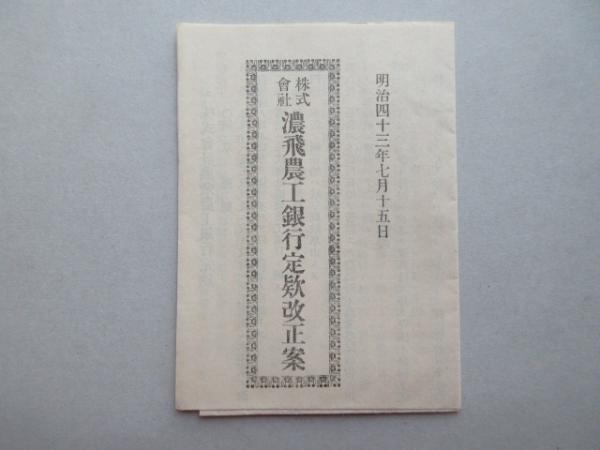 明治四十三年七月十五日
株式會社 濃飛農工銀行定欵改正案